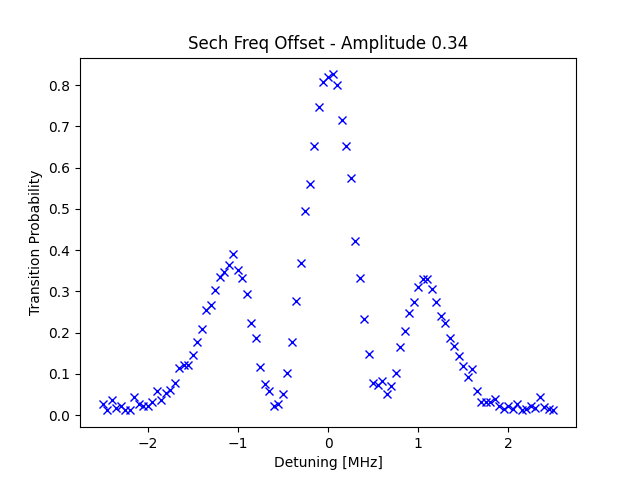 Sech Freq Offset - Amplitude 0.34
Transition Probability
0.8
0.7
0.6
0.5
0.4
0.3
0.2
0.1
0.0
−2 −1 0 1 2
Detuning [MHz]